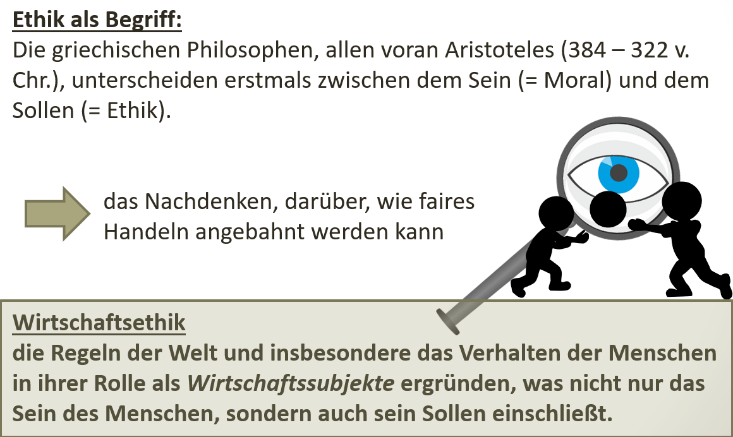 Ethik als Begriff:
Die griechischen Philosophen, allen voran Aristoteles (384 – 322 v.
Chr.), unterscheiden erstmals zwischen dem Sein (= Moral) und dem
Sollen (= Ethik).
das Nachdenken, darüber, wie faires
Handeln angebahnt werden kann
Wirtschaftsethik
die Regeln der Welt und insbesondere das Verhalten der Menschen
in ihrer Rolle als Wirtschaftssubjekte ergründen, was nicht nur das
Sein des Menschen, sondern auch sein Sollen einschließt.